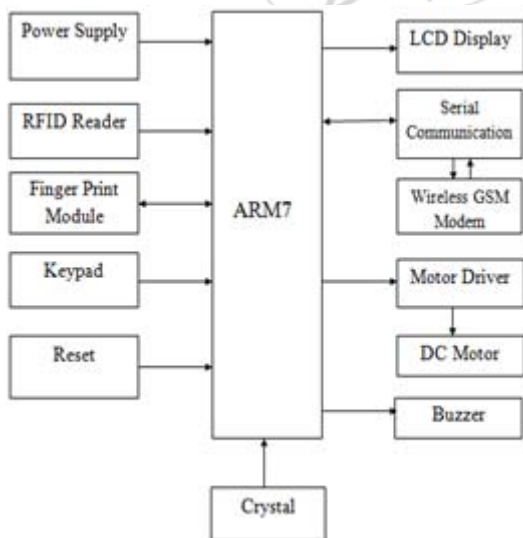 Power Supply
RFID Reader
Finger Print
Module
Keypad
Reset
ARM7
LCD Display
Serial
Communication
Wireless GSM
Modem
Motor Driver
DC Motor
Buzzer
Crystal